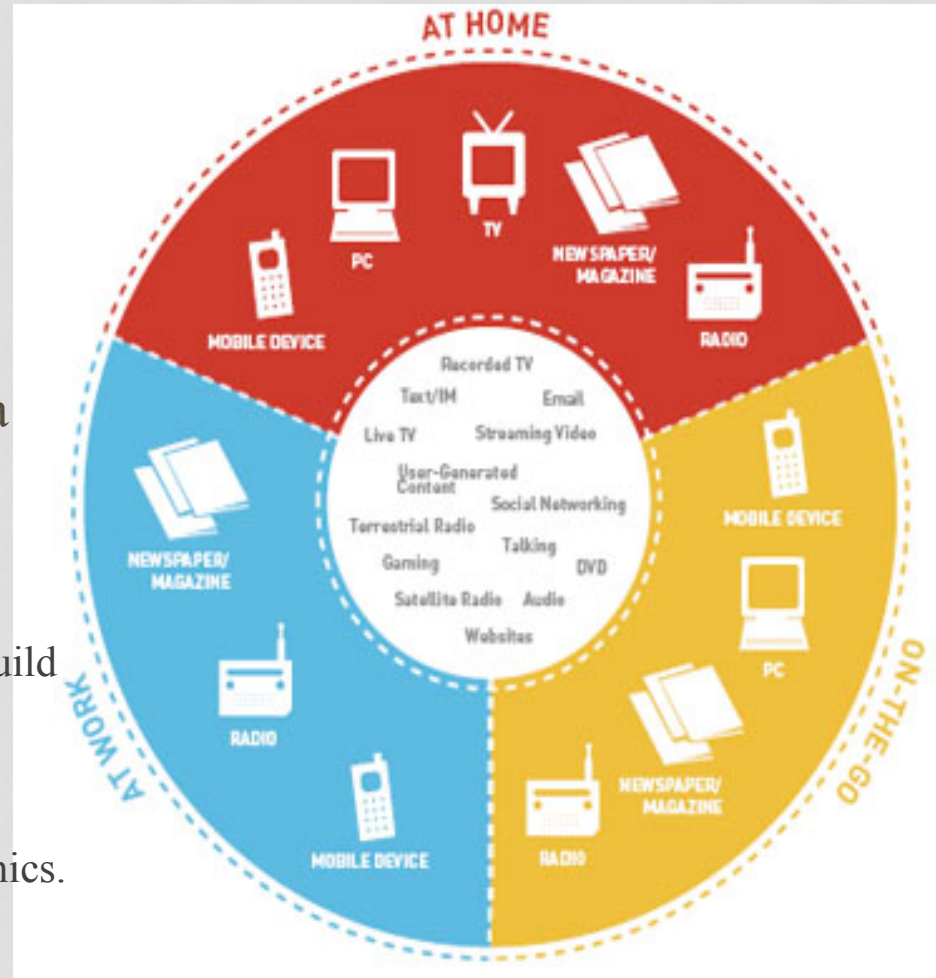 AT HOME
TV
PC
NEWSPAPER/
MAGAZINE
MOBILE DEVICE
RADIO
Recorded TV
Text/IM
Email
Live TV
Streaming Video
User-Generated
Content
Social Networking
Terrestrial Radio
Talking
Gaming
DVD
Satellite Radio
Audio
Websites
NEWSPAPER/
MAGAZINE
RADIO
MOBILE DEVICE
AT WORK
MOBILE DEVICE
PC
NEWSPAPER/
MAGAZINE
RADIO
ON-THE-GO